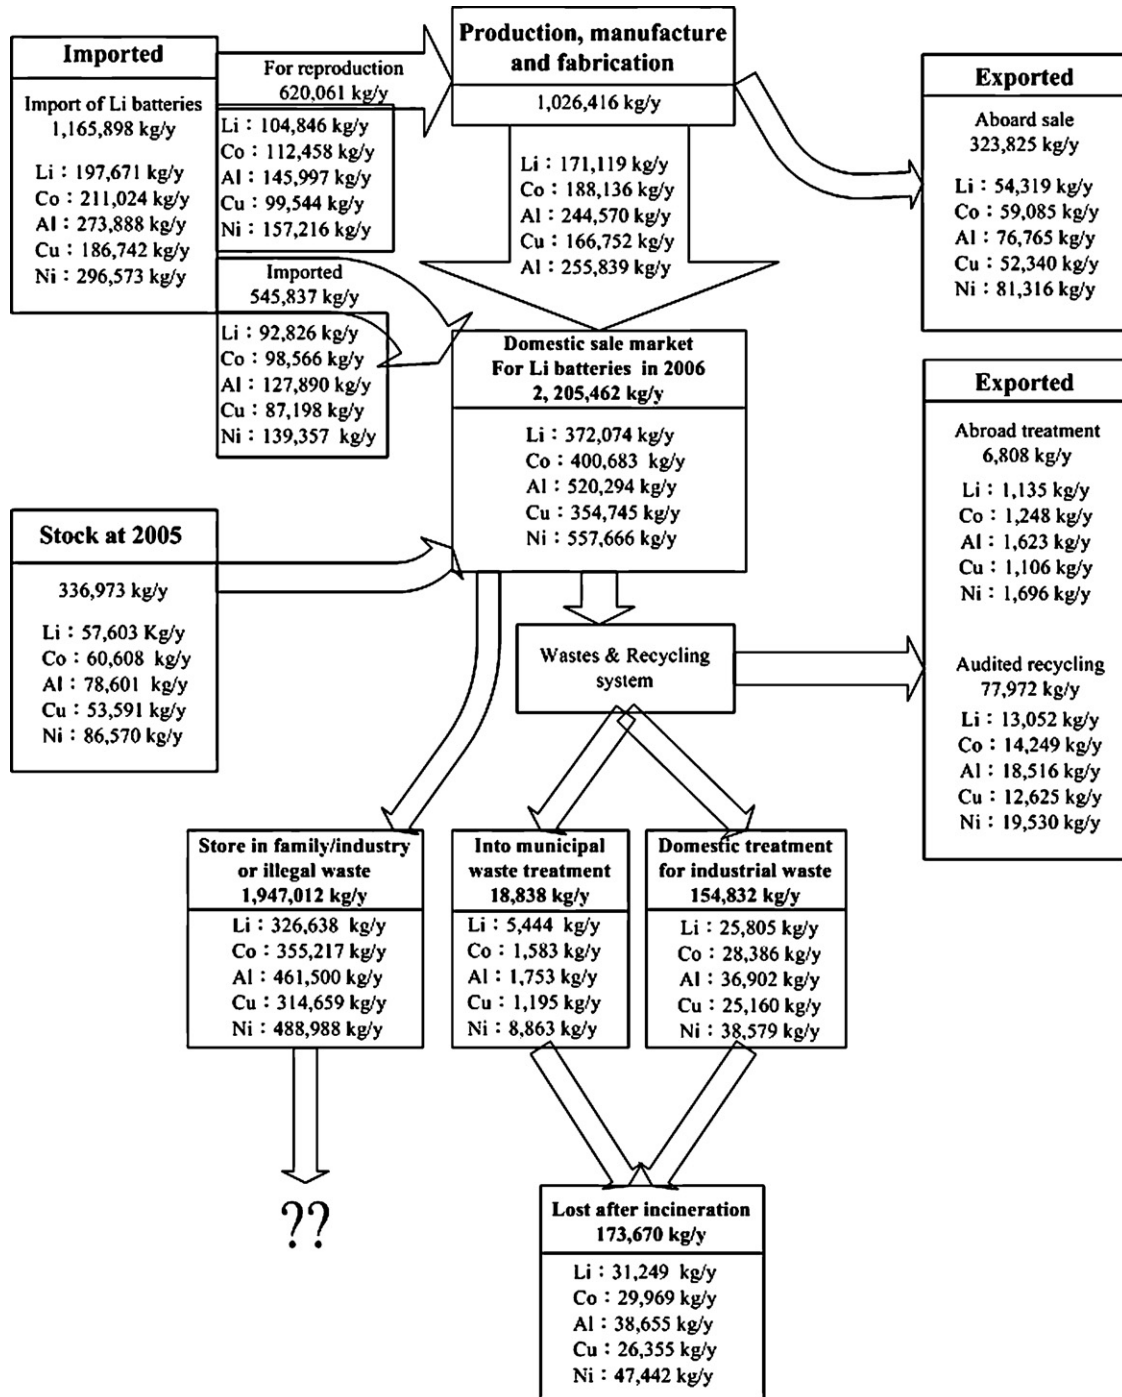 Imported
Import of Li batteries
1,165,898 kg/y
Li：197,671 kg/y
Co：211,024 kg/y
Al：273,888 kg/y
Cu：186,742 kg/y
Ni：296,573 kg/y
For reproduction
620,061 kg/y
Li：104,846 kg/y
Co：112,458 kg/y
Al：145,997 kg/y
Cu：99,544 kg/y
Ni：157,216 kg/y
Imported
545,837 kg/y
Li：92,826 kg/y
Co：98,566 kg/y
Al：127,890 kg/y
Cu：87,198 kg/y
Ni：139,357 kg/y
Production, manufacture
and fabrication
1,026,416 kg/y
Li：171,119 kg/y
Co：188,136 kg/y
Al：244,570 kg/y
Cu：166,752 kg/y
Al：255,839 kg/y
Exported
Aboard sale
323,825 kg/y
Li：54,319 kg/y
Co：59,085 kg/y
Al：76,765 kg/y
Cu：52,340 kg/y
Ni：81,316 kg/y
Domestic sale market
For Li batteries in 2006
2, 205,462 kg/y
Li：372,074 kg/y
Co：400,683 kg/y
Al：520,294 kg/y
Cu：354,745 kg/y
Ni：557,666 kg/y
Exported
Abroad treatment
6,808 kg/y
Li：1,135 kg/y
Co：1,248 kg/y
Al：1,623 kg/y
Cu：1,106 kg/y
Ni：1,696 kg/y
Audited recycling
77,972 kg/y
Li：13,052 kg/y
Co：14,249 kg/y
Al：18,516 kg/y
Cu：12,625 kg/y
Ni：19,530 kg/y
Stock at 2005
336,973 kg/y
Li：57,603 Kg/y
Co：60,608 kg/y
Al：78,601 kg/y
Cu：53,591 kg/y
Ni：86,570 kg/y
Wastes & Recycling
system
Store in family/industry
or illegal waste
1,947,012 kg/y
Li：326,638 kg/y
Co：355,217 kg/y
Al：461,500 kg/y
Cu：314,659 kg/y
Ni：488,988 kg/y
Into municipal
waste treatment
18,838 kg/y
Li：5,444 kg/y
Co：1,583 kg/y
Al：1,753 kg/y
Cu：1,195 kg/y
Ni：8,863 kg/y
Domestic treatment
for industrial waste
154,832 kg/y
Li：25,805 kg/y
Co：28,386 kg/y
Al：36,902 kg/y
Cu：25,160 kg/y
Ni：38,579 kg/y
??
Lost after incineration
173,670 kg/y
Li：31,249 kg/y
Co：29,969 kg/y
Al：38,655 kg/y
Cu：26,355 kg/y
Ni：47,442 kg/y